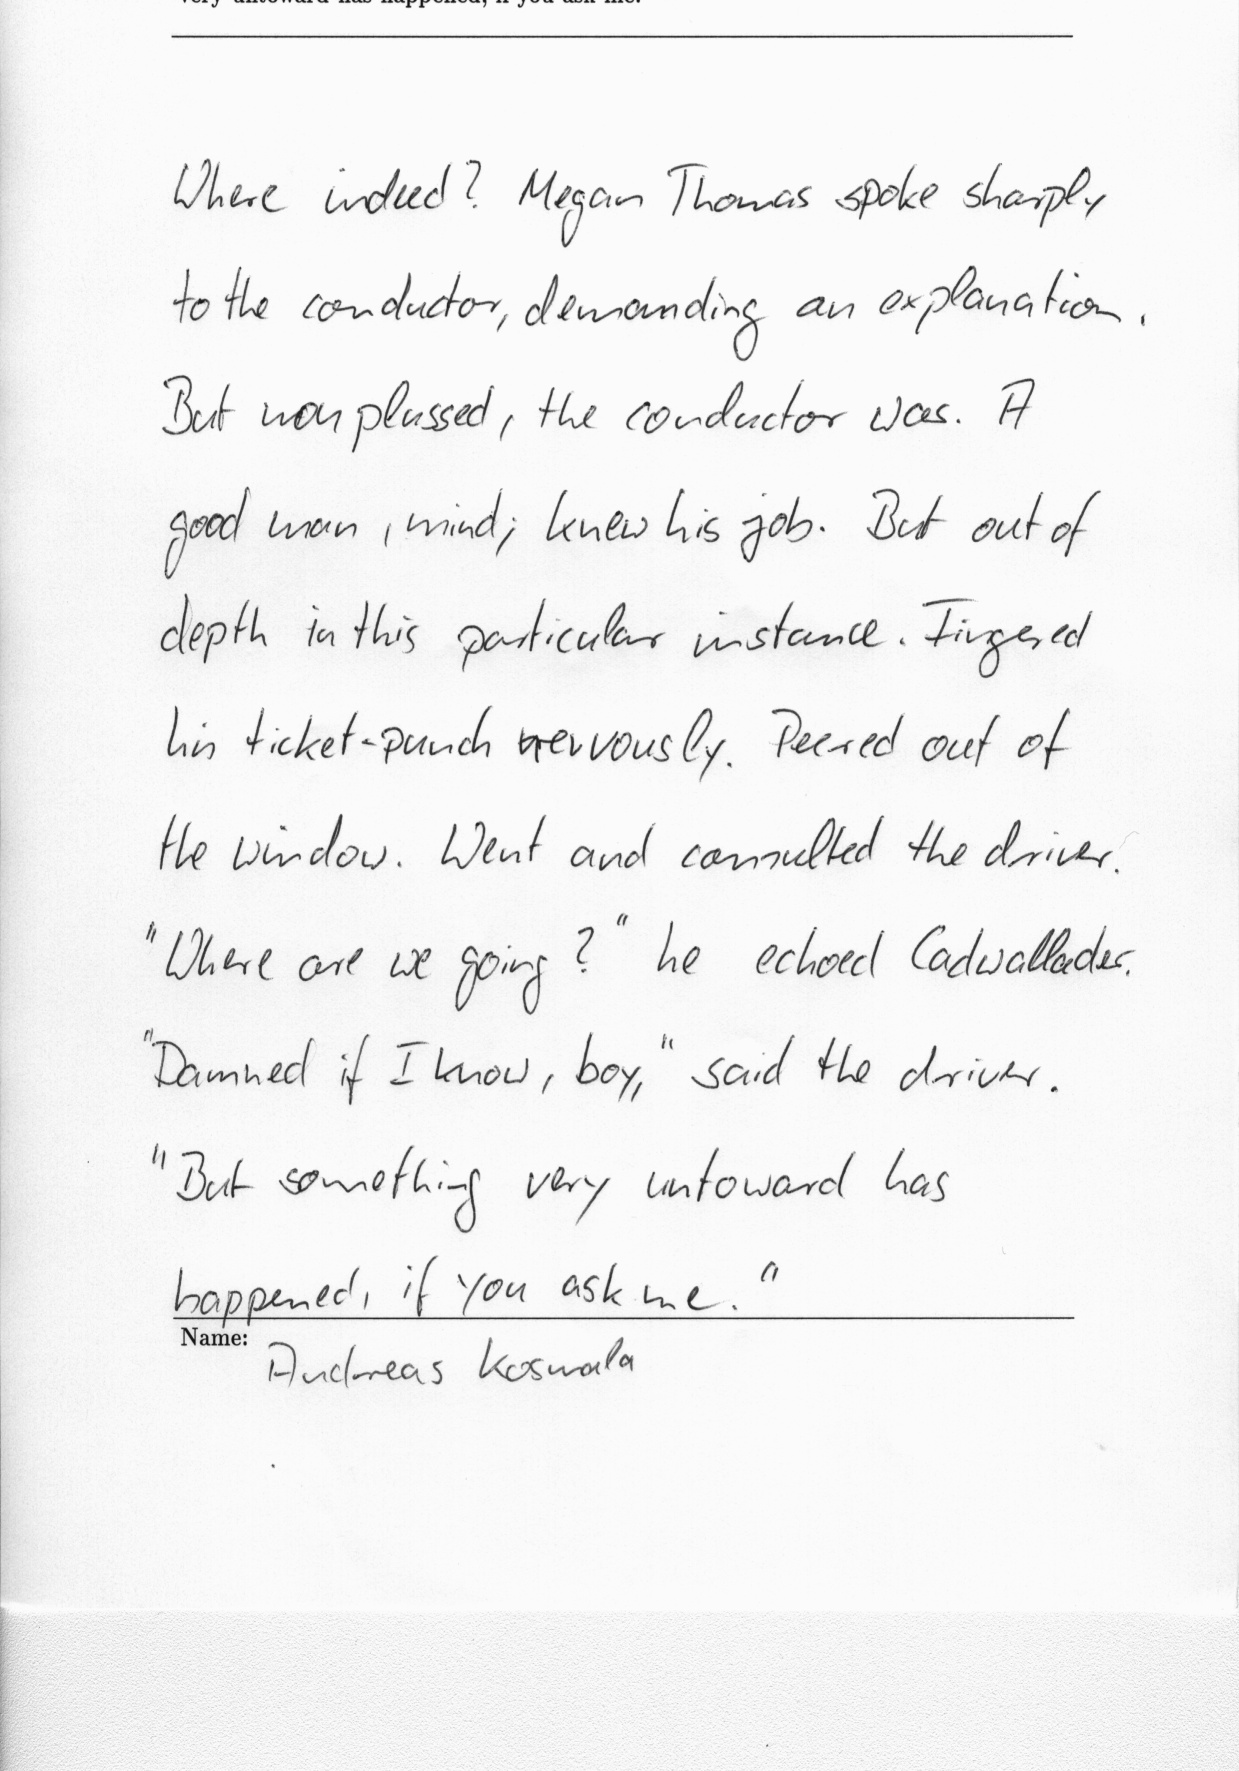 very untoward has happened, if you ask me."
Where indeed? Megan Thomas spoke sharply
to the conductor, demanding an explanation.
But nonplussed, the conductor was. A
good man, mind; knew his job. But out of
depth in this particular instance. Fingered
his ticket-punch nervously. Peered out of
the window. Went and consulted the driver.
"Where are we going?" he echoed Cadwallader.
"Damned if I know, boy," said the driver.
"But something very untoward has
happened, if you ask me."
Name:
Andreas Kosmala